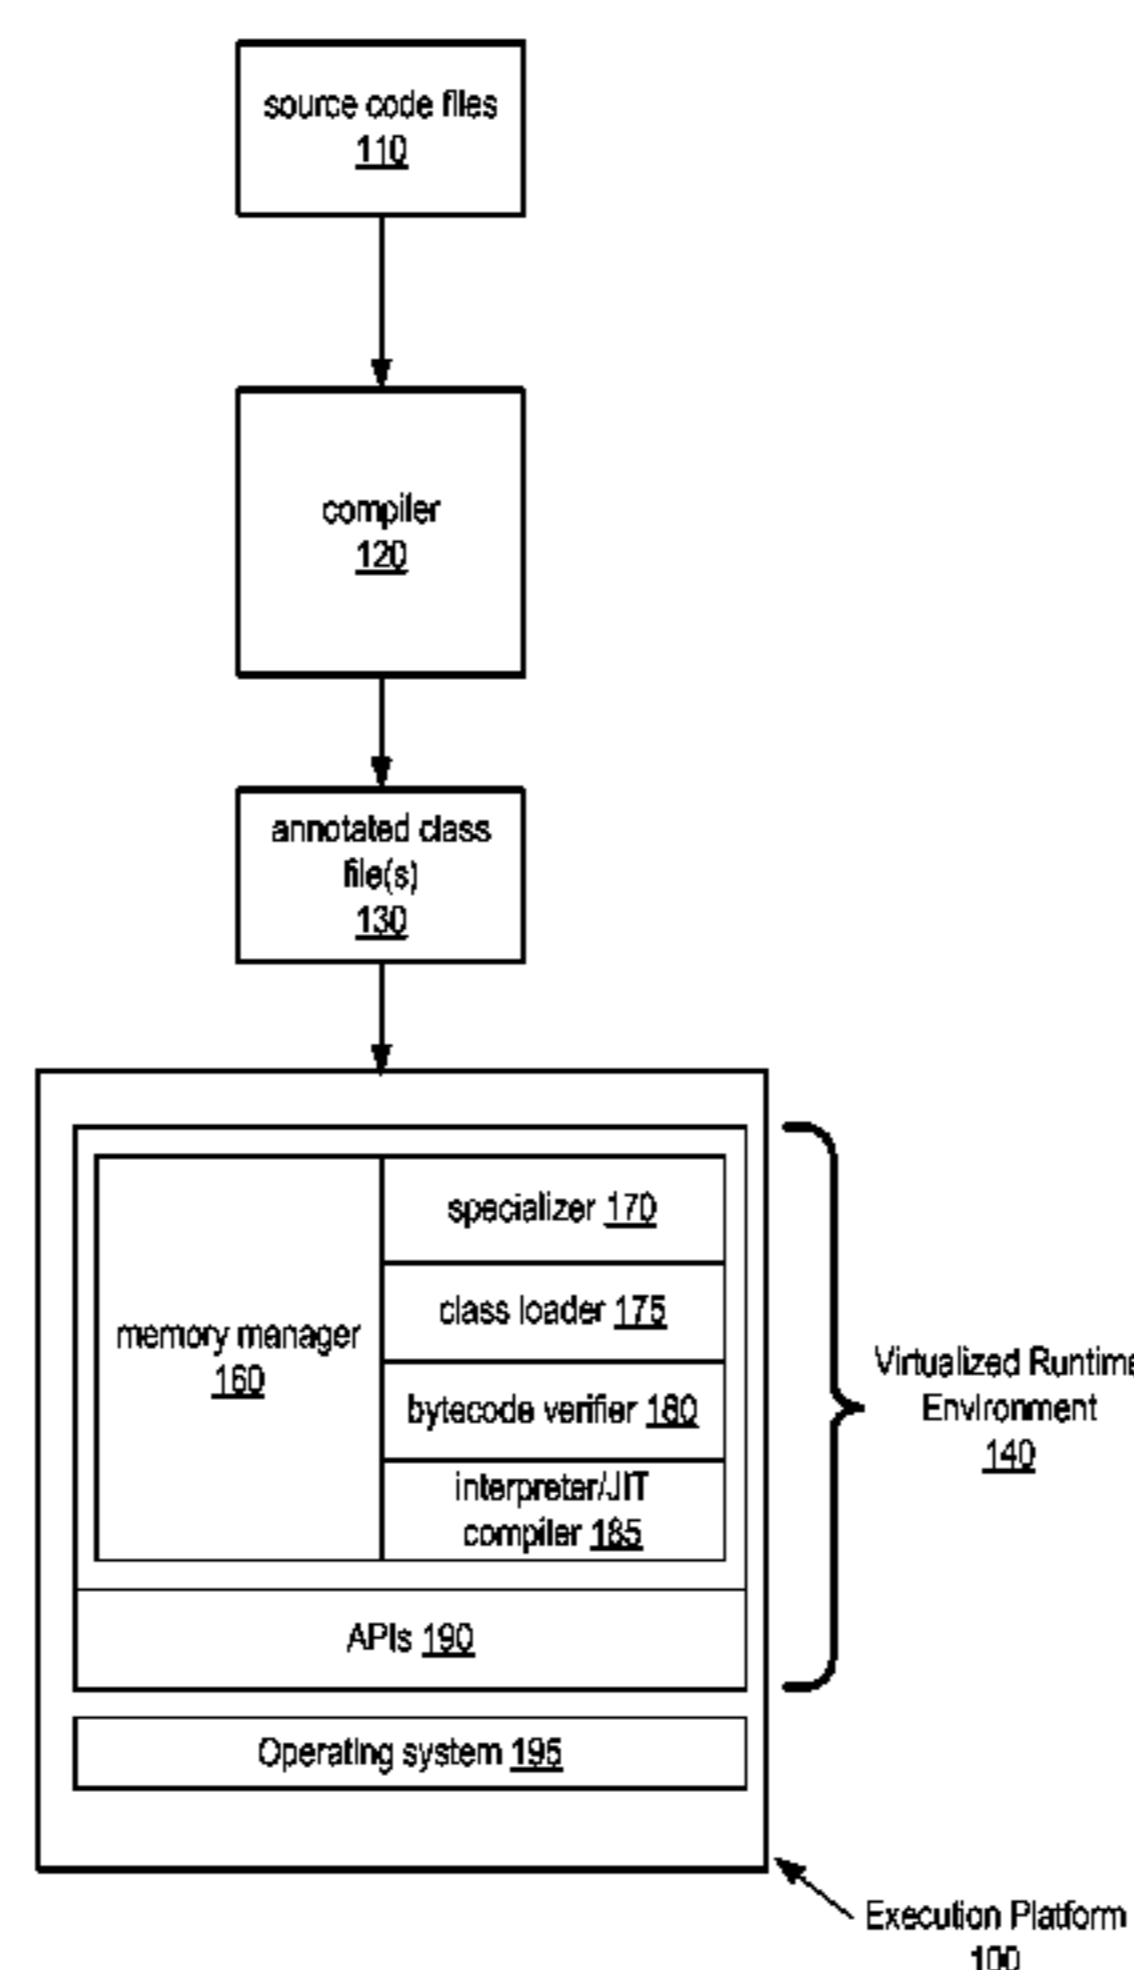 source code files
110
compiler
120
annotated class
file(s)
130
specializer 170
class loader 175
memory manager
160
bytecode verifier 180
interpreter/JIT
compiler 185
APIs 190
Operating system 195
Virtualized Runtime
Environment
140
Execution Platform
100